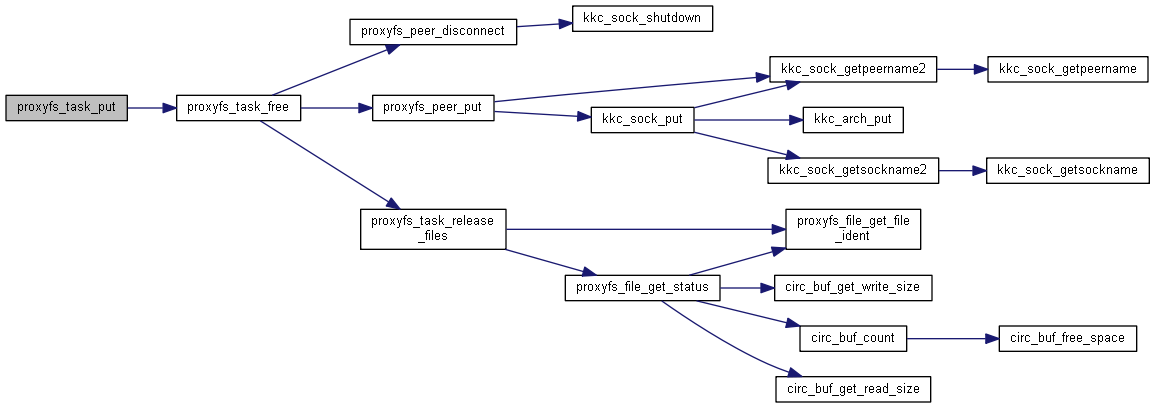 proxyfs_task_put
proxyfs_task_free
proxyfs_peer_disconnect
kkc_sock_shutdown
proxyfs_peer_put
kkc_sock_getpeername2
kkc_sock_getpeername
kkc_sock_put
kkc_arch_put
kkc_sock_getsockname2
kkc_sock_getsockname
proxyfs_task_release
_files
proxyfs_file_get_file
_ident
proxyfs_file_get_status
circ_buf_get_write_size
circ_buf_count
circ_buf_free_space
circ_buf_get_read_size